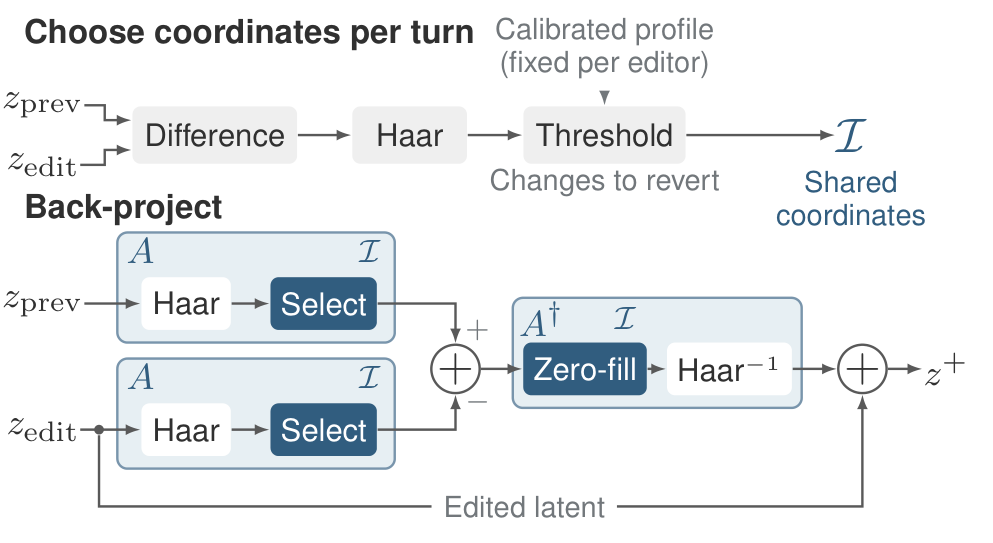 Choose coordinates per turn
Calibrated profile
(fixed per editor)
z_prev
z_edit
Difference
Haar
Threshold
ℐ
Changes to revert
Shared
coordinates
Back-project
A ℐ
z_prev
Haar
Select
+
A ℐ
z_edit
Haar
Select
−
+
A† ℐ
Zero-fill
Haar⁻¹
+
z⁺
Edited latent